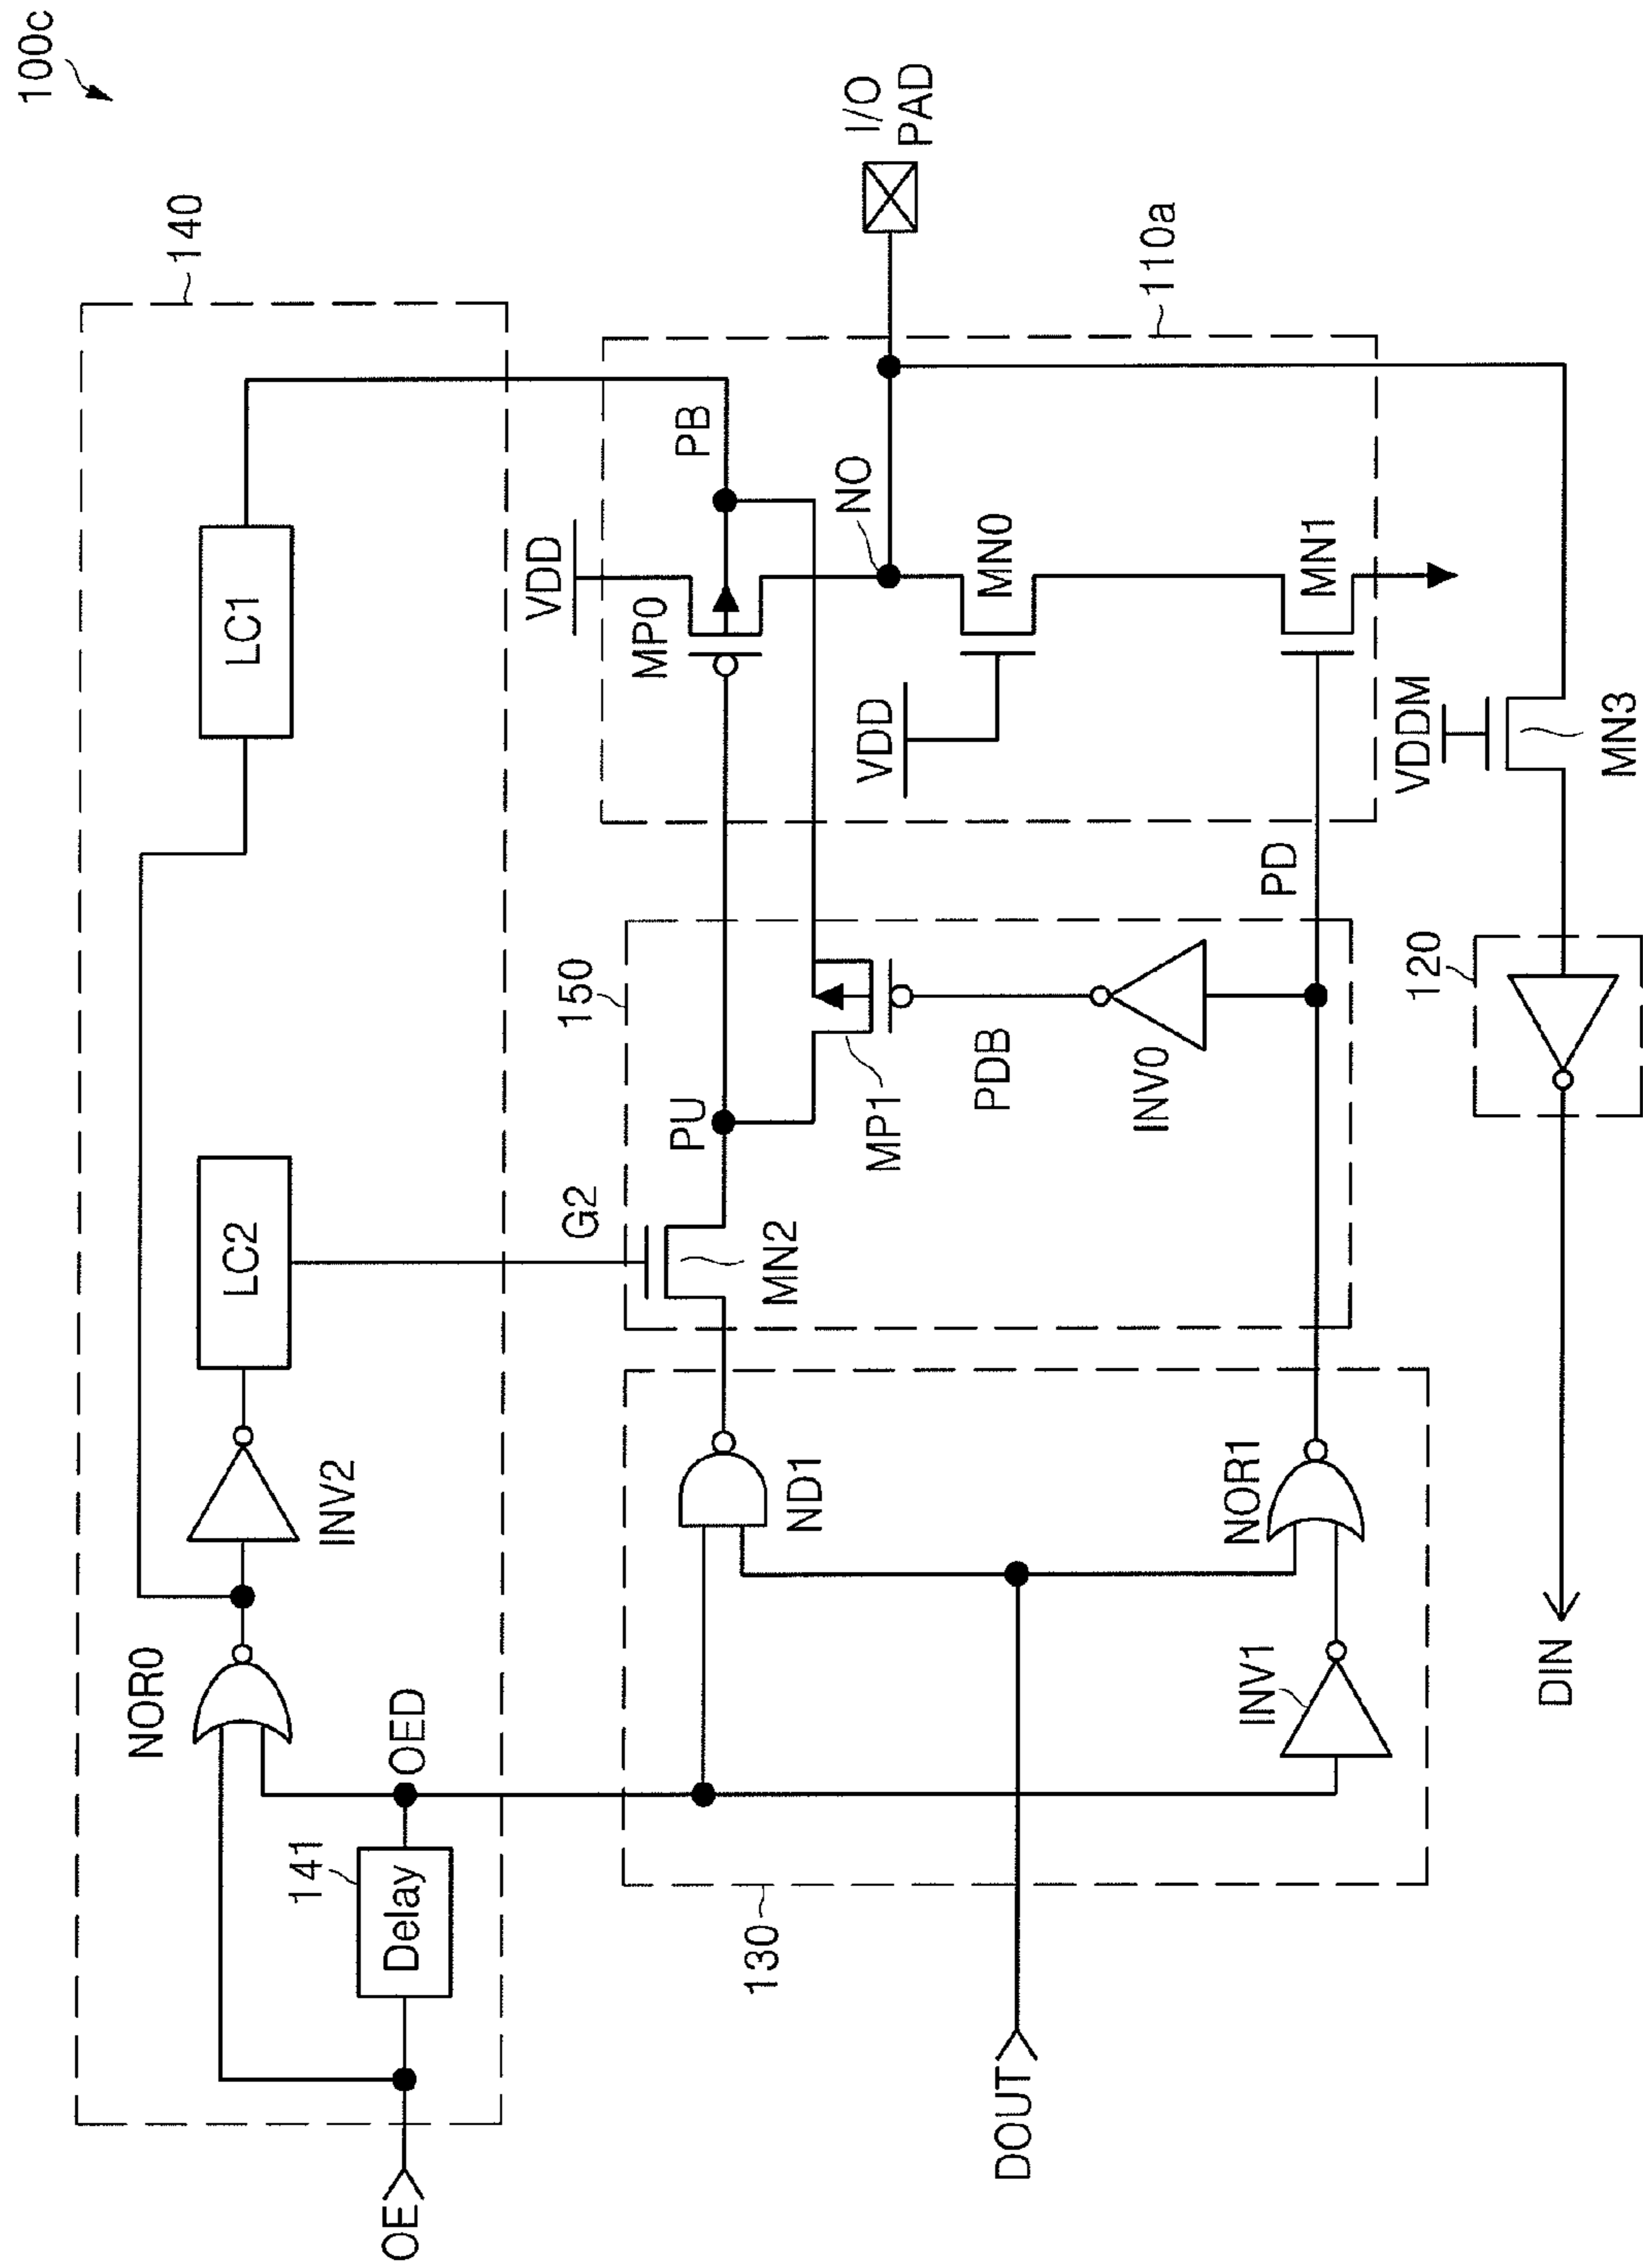 100c
140
LC1
LC2
INV2
NOR0
OED
141
Delay
OE
VDD
PB
MP0
NO
I/O
PAD
110a
VDD
MN0
MN1
150
PU
G2
MN2
MP1
PDB
INV0
PD
VDDM
MN3
120
ND1
NOR1
INV1
130
DOUT
DIN